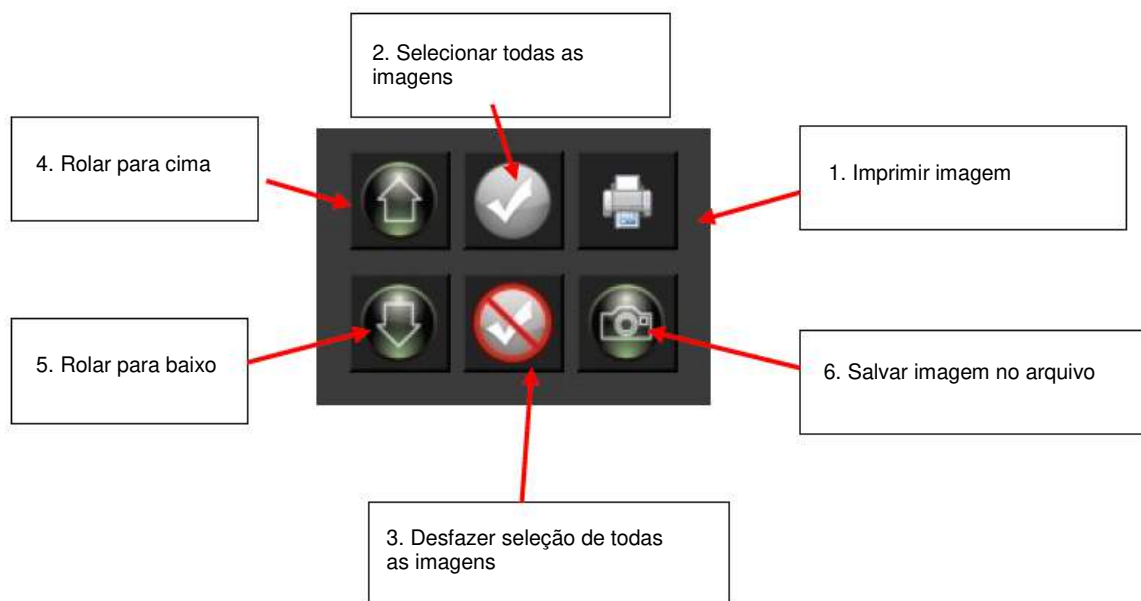 2. Selecionar todas as
imagens
4. Rolar para cima
1. Imprimir imagem
5. Rolar para baixo
6. Salvar imagem no arquivo
3. Desfazer seleção de todas
as imagens